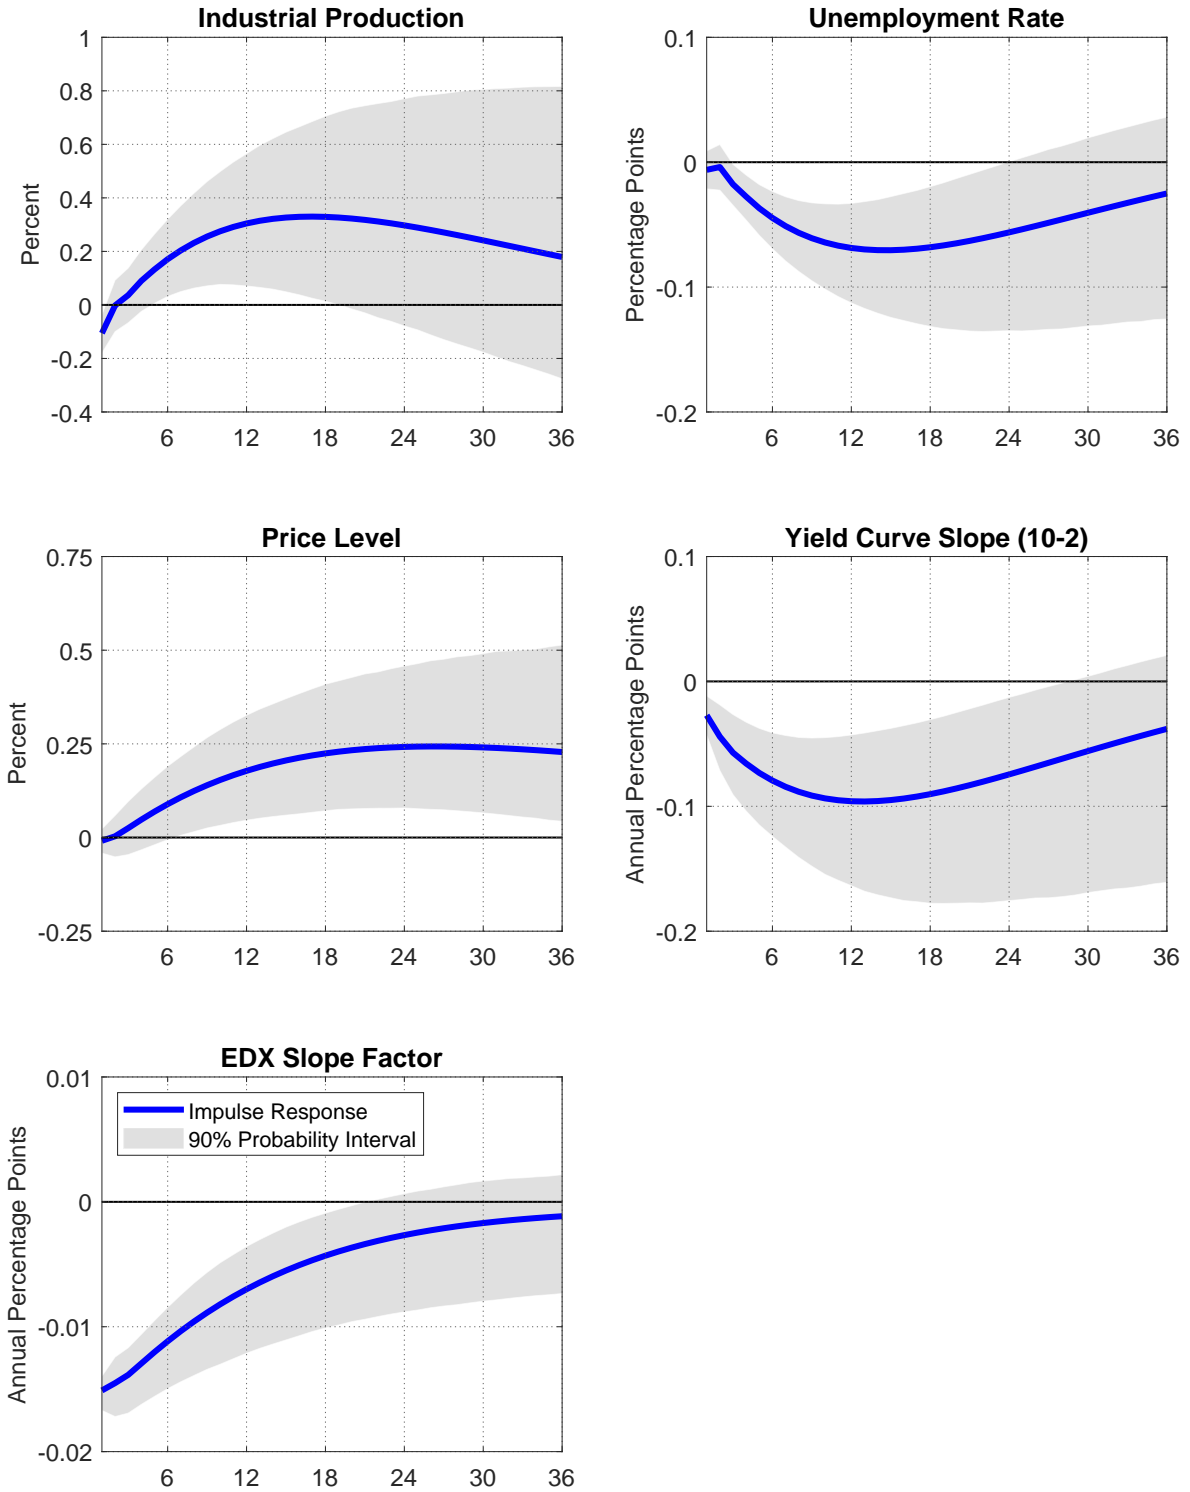 Industrial Production
Percent
1
0.8
0.6
0.4
0.2
0
-0.2
-0.4
6 12 18 24 30 36
Unemployment Rate
Percentage Points
0.1
0
-0.1
-0.2
6 12 18 24 30 36
Price Level
Percent
0.75
0.5
0.25
0
-0.25
6 12 18 24 30 36
Yield Curve Slope (10-2)
Annual Percentage Points
0.1
0
-0.1
-0.2
6 12 18 24 30 36
EDX Slope Factor
Annual Percentage Points
0.01
0
-0.01
-0.02
Impulse Response
90% Probability Interval
6 12 18 24 30 36